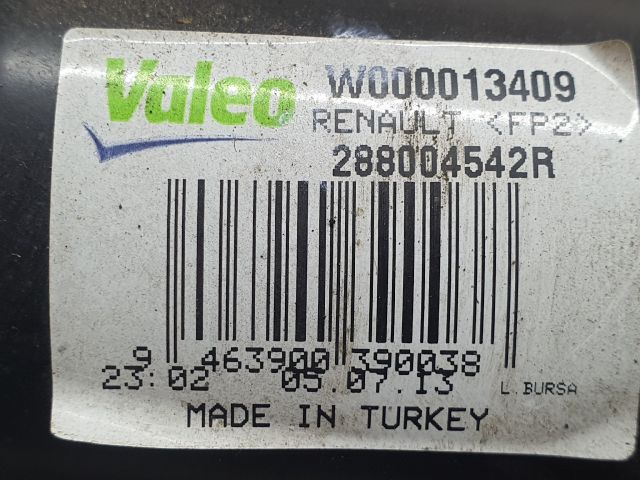 Valeo W000013409
RENAULT <FP2>
288004542R
9 463900 390038
23:02 05.07.13 L.BURSA
MADE IN TURKEY